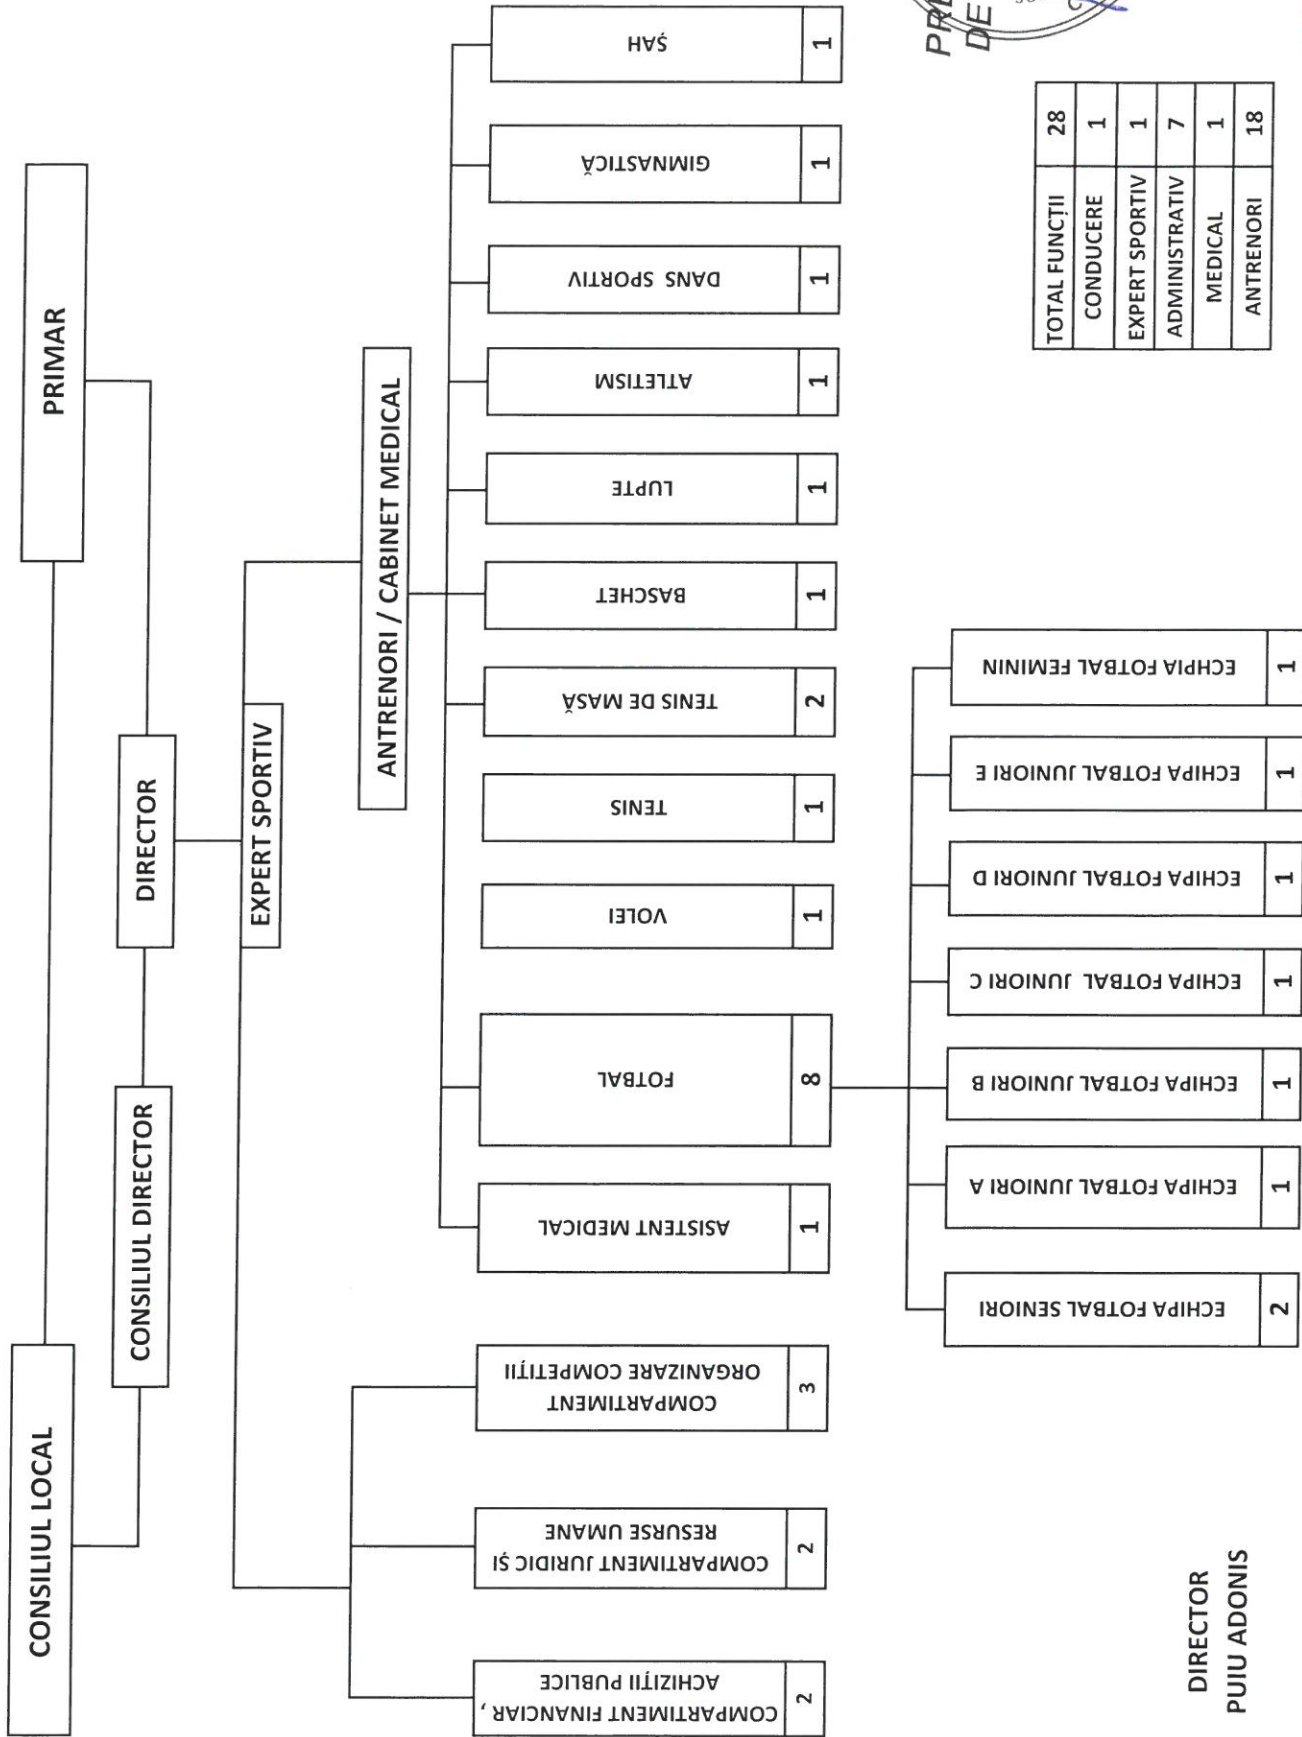 CONSILIUL LOCAL
PRIMAR
CONSILIUL DIRECTOR
DIRECTOR
EXPERT SPORTIV
ANTRENORI / CABINET MEDICAL
COMPARTIMENT FINANCIAR ,
ACHIZIȚII PUBLICE
2
COMPARTIMENT JURIDIC ȘI
RESURSE UMANE
2
COMPARTIMENT
ORGANIZARE COMPETIȚII
3
ASISTENT MEDICAL
1
FOTBAL
8
VOLEI
1
TENIS
1
TENIS DE MASĂ
2
BASCHET
1
LUPTE
1
ATLETISM
1
DANS SPORTIV
1
GIMNASTICĂ
1
ȘAH
1
ECHIPA FOTBAL SENIORI
2
ECHIPA FOTBAL JUNIORI A
1
ECHIPA FOTBAL JUNIORI B
1
ECHIPA FOTBAL JUNIORI C
1
ECHIPA FOTBAL JUNIORI D
1
ECHIPA FOTBAL JUNIORI E
1
ECHPIA FOTBAL FEMININ
1
TOTAL FUNCȚII 28
CONDUCERE 1
EXPERT SPORTIV 1
ADMINISTRATIV 7
MEDICAL 1
ANTRENORI 18
DIRECTOR
PUIU ADONIS